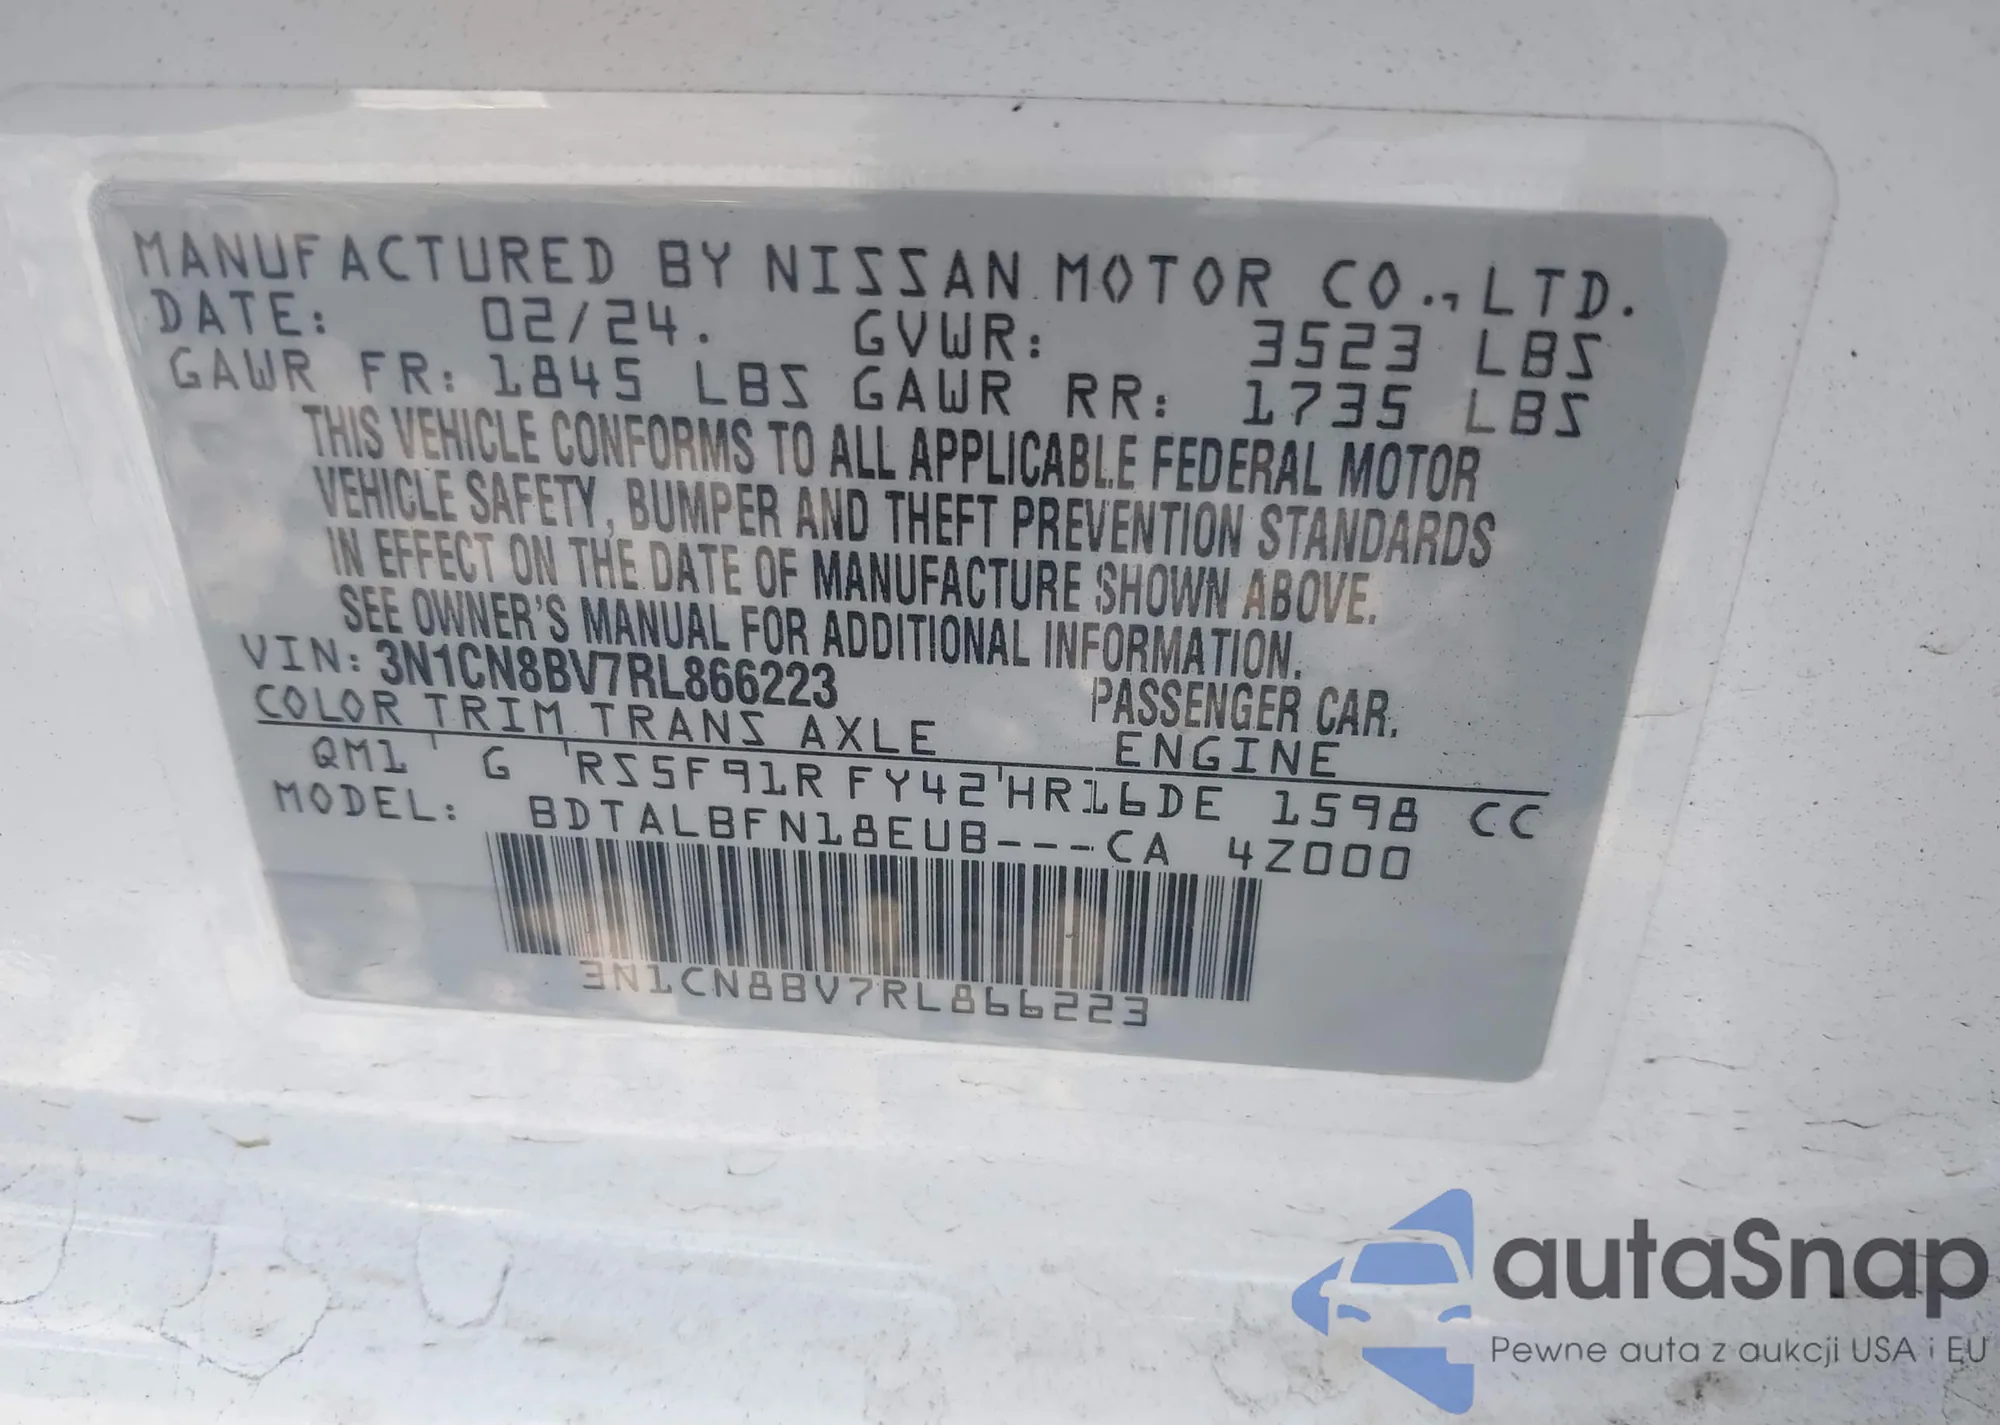 MANUFACTURED BY NISSAN MOTOR CO., LTD.
DATE: 02/24. GVWR: 3523 LBS
GAWR FR: 1845 LBS GAWR RR: 1735 LBS
THIS VEHICLE CONFORMS TO ALL APPLICABLE FEDERAL MOTOR
VEHICLE SAFETY, BUMPER AND THEFT PREVENTION STANDARDS
IN EFFECT ON THE DATE OF MANUFACTURE SHOWN ABOVE.
SEE OWNER'S MANUAL FOR ADDITIONAL INFORMATION.
VIN: 3N1CN8BV7RL866223 PASSENGER CAR.
COLOR TRIM TRANS AXLE ENGINE
QM1 ' G 'RS5F91R FY42'HR16DE 1598 CC
MODEL: BDTALBFN18EUB---CA 4Z000
3N1CN8BV7RL866223
autaSnap
Pewne auta z aukcji USA i EU